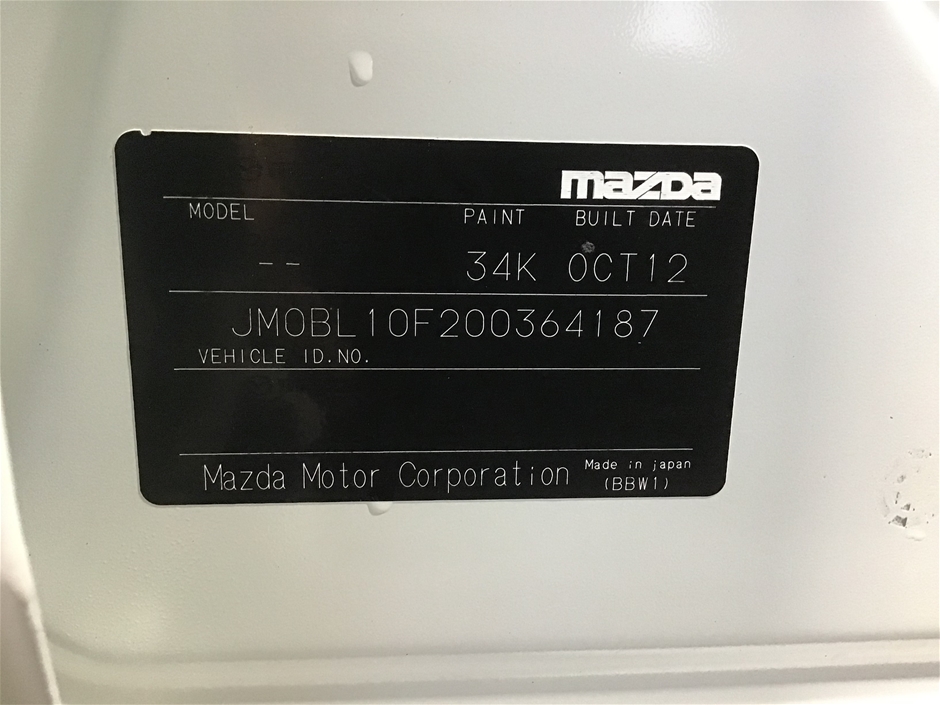 mazda
MODEL PAINT BUILT DATE
-- 34K OCT12
JM0BL10F200364187
VEHICLE ID.NO.
Mazda Motor Corporation Made in japan
(BBW1)